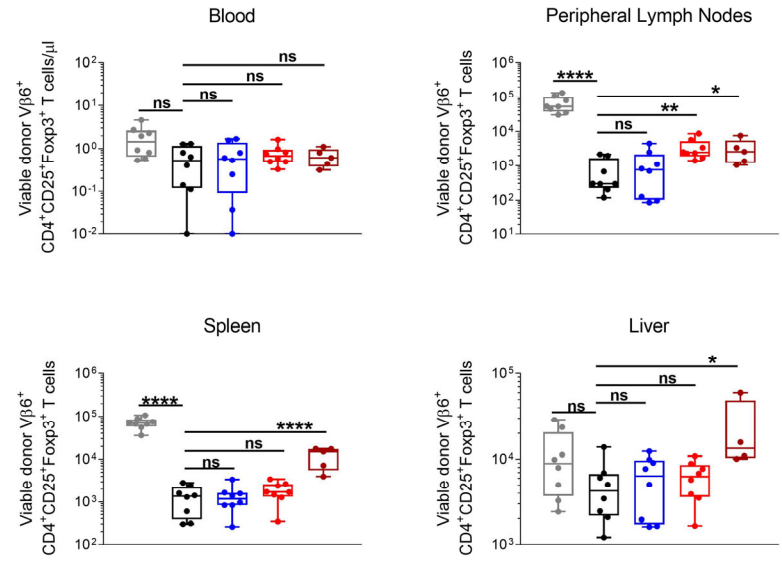 Blood
Viable donor Vβ6⁺
CD4⁺CD25⁺Foxp3⁺ T cells/µl
10²
10¹
10⁰
10⁻¹
10⁻²
ns
ns
ns
ns
Peripheral Lymph Nodes
Viable donor Vβ6⁺
CD4⁺CD25⁺Foxp3⁺ T cells
10⁶
10⁵
10⁴
10³
10²
10¹
****
*
**
ns
Spleen
Viable donor Vβ6⁺
CD4⁺CD25⁺Foxp3⁺ T cells
10⁶
10⁵
10⁴
10³
10²
****
****
ns
ns
Liver
Viable donor Vβ6⁺
CD4⁺CD25⁺Foxp3⁺ T cells
10⁵
10⁴
10³
*
ns
ns
ns